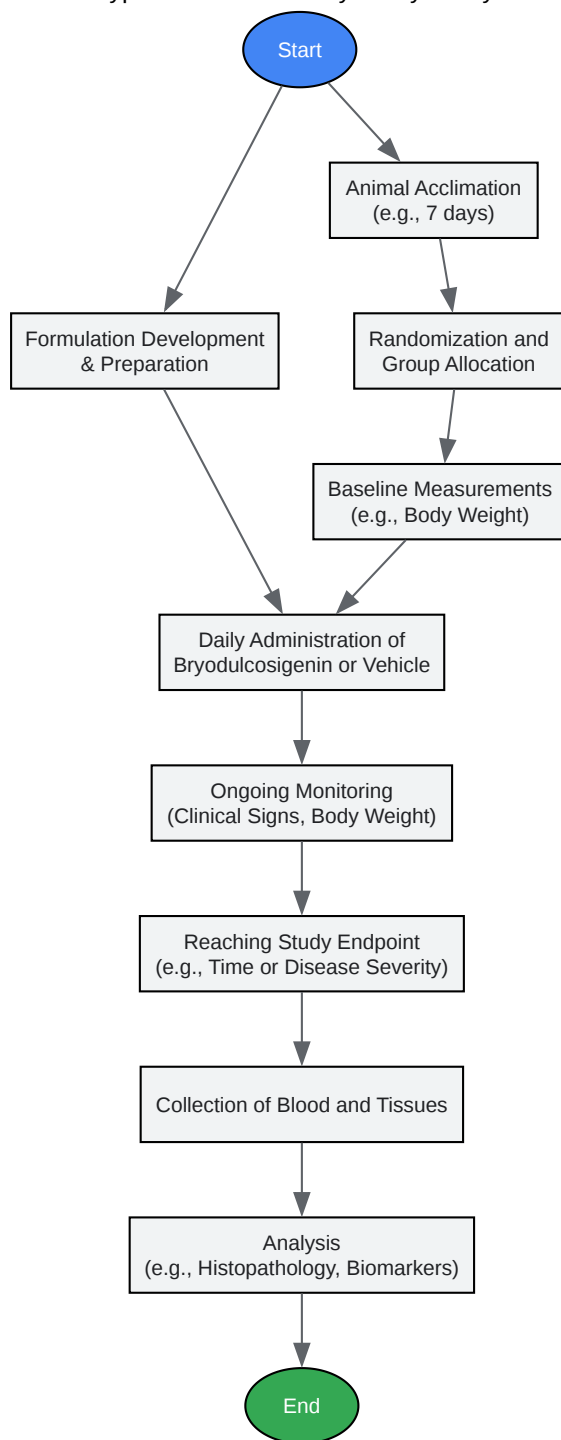 Start
Animal Acclimation
(e.g., 7 days)
Formulation Development
& Preparation
Randomization and
Group Allocation
Baseline Measurements
(e.g., Body Weight)
Daily Administration of
Bryodulcosigenin or Vehicle
Ongoing Monitoring
(Clinical Signs, Body Weight)
Reaching Study Endpoint
(e.g., Time or Disease Severity)
Collection of Blood and Tissues
Analysis
(e.g., Histopathology, Biomarkers)
End